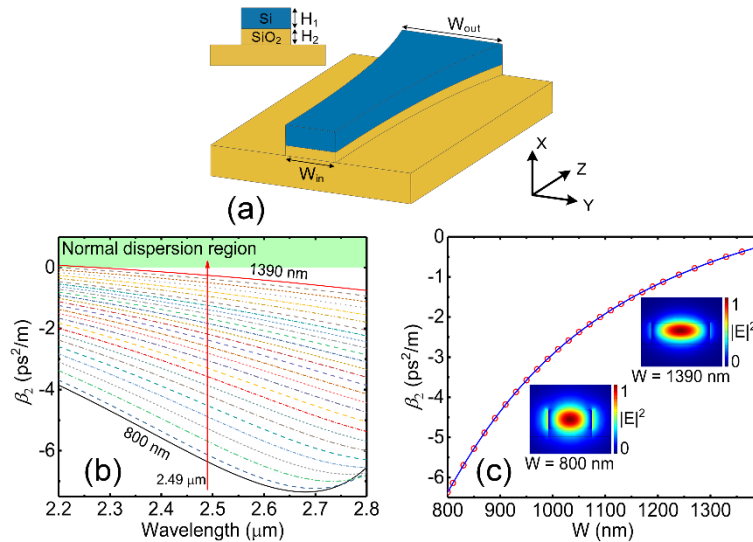 Si
H₁
SiO₂
H₂
W_out
W_in
X
Z
Y
(a)
Normal dispersion region
1390 nm
800 nm
2.49 μm
0
-2
-4
-6
β₂ (ps²/m)
2.2 2.3 2.4 2.5 2.6 2.7 2.8
Wavelength (μm)
(b)
0
-1
-2
-3
-4
-5
-6
β₂ (ps²/m)
1
|E|²
0
W = 1390 nm
1
|E|²
0
W = 800 nm
800 900 1000 1100 1200 1300
W (nm)
(c)